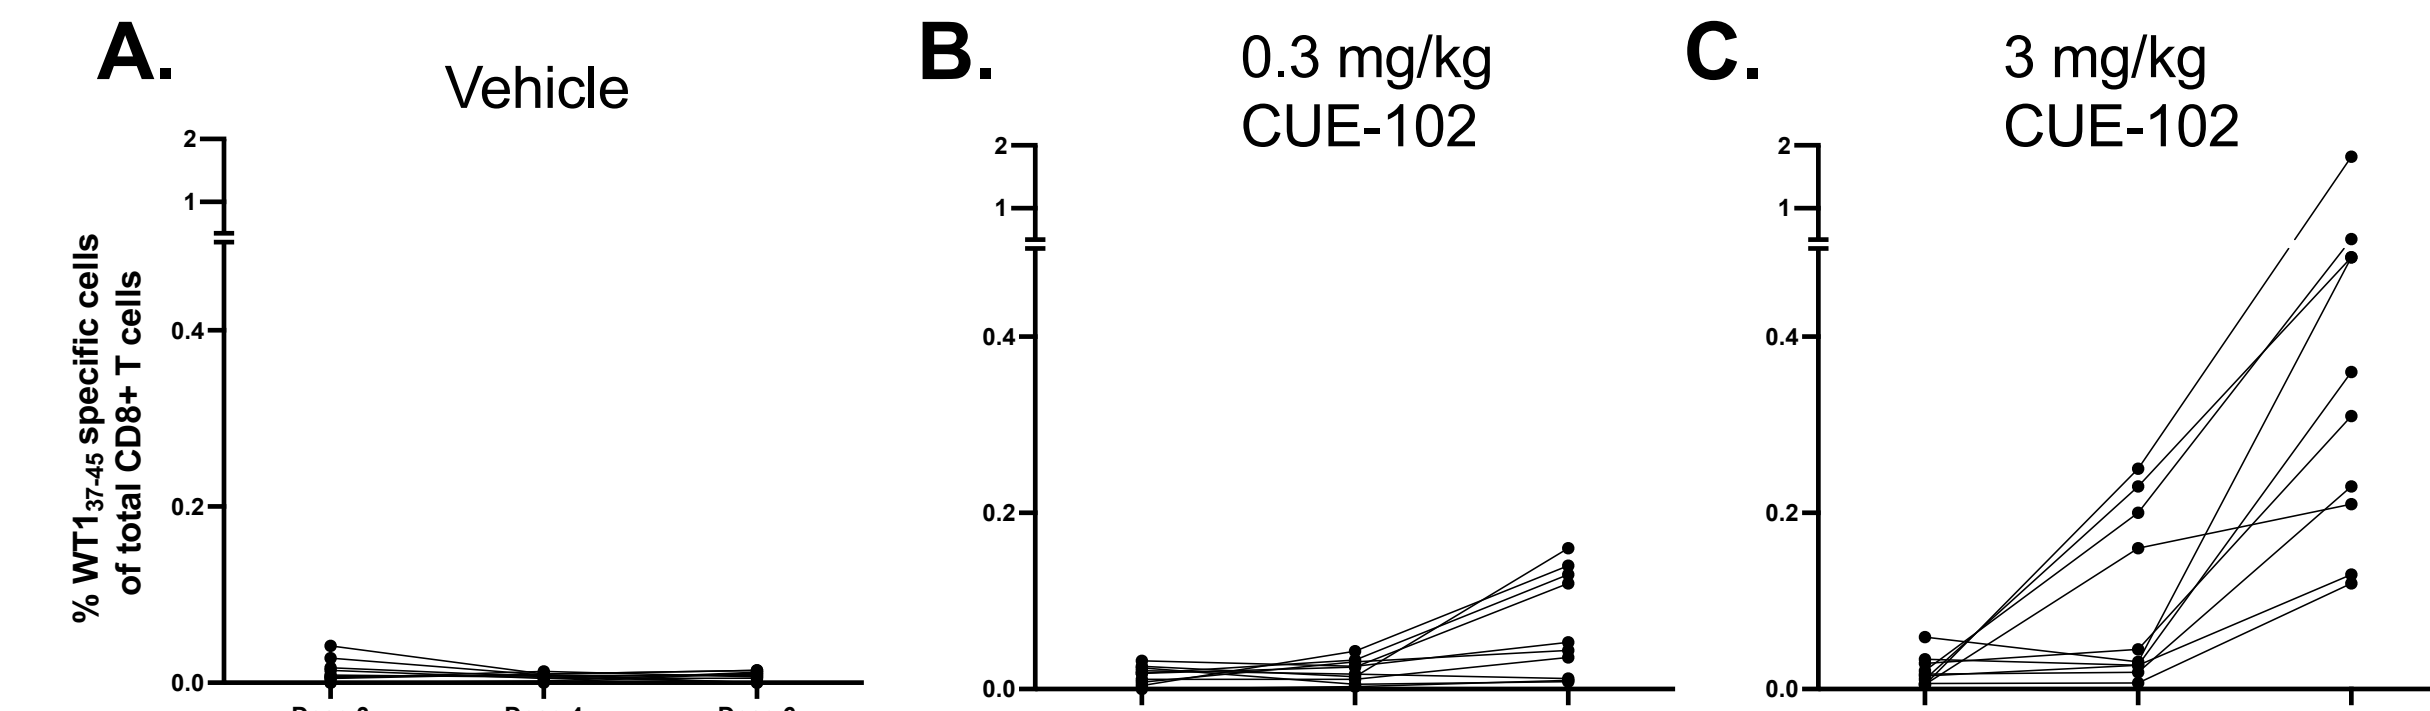 A.
Vehicle
2
1
0.4
0.2
0.0
% WT137-45 specific cells
of total CD8+ T cells
B.
0.3 mg/kg
CUE-102
2
1
0.4
0.2
0.0
C.
3 mg/kg
CUE-102
2
1
0.4
0.2
0.0